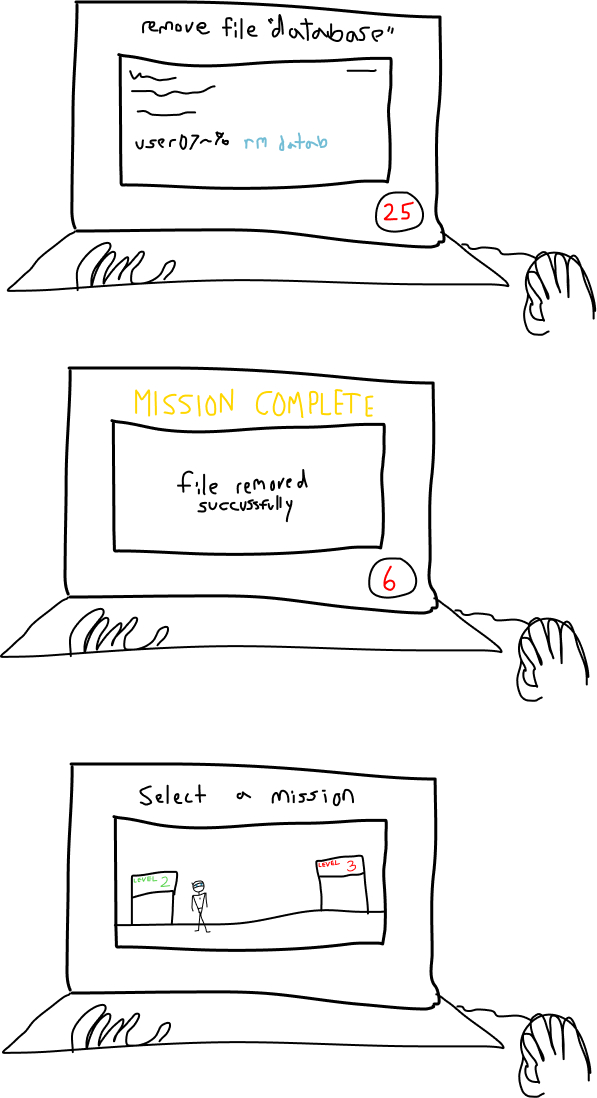 remove file "database"
user07~% rm datab
25
MISSION COMPLETE
file removed
succussfully
6
Select a mission
LEVEL 2
LEVEL 3